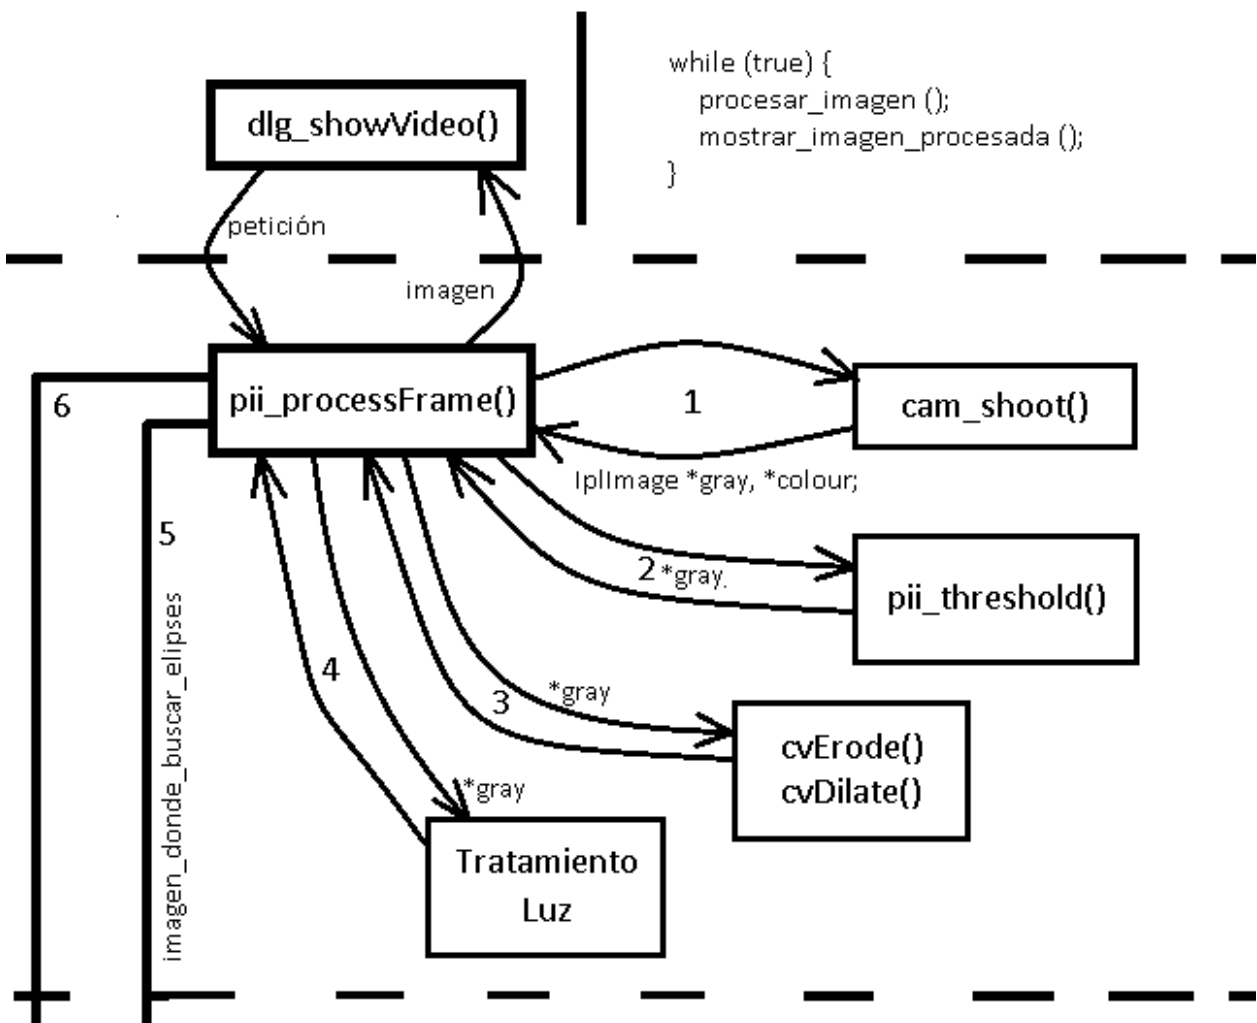 while (true) {
procesar_imagen ();
mostrar_imagen_procesada ();
}
dlg_showVideo()
petición
imagen
pii_processFrame()
6
5
imagen_donde_buscar_elipses
1
cam_shoot()
IplImage *gray, *colour;
2 *gray.
pii_threshold()
4
3
*gray
cvErode()
cvDilate()
*gray
Tratamiento
Luz